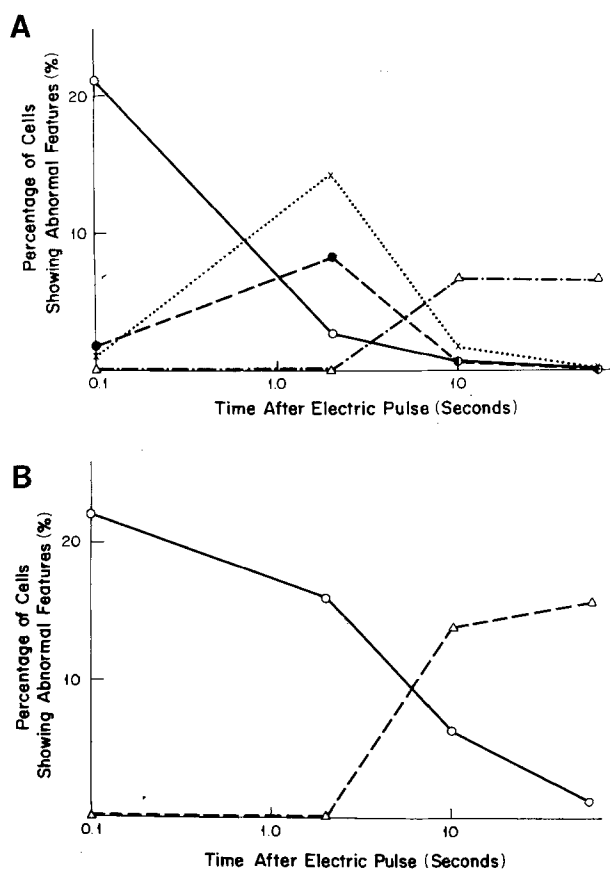 A
Percentage of Cells
Showing Abnormal Features (%)
20
10
0.1
1.0
10
Time After Electric Pulse (Seconds)
B
Percentage of Cells
Showing Abnormal Features (%)
20
10
0.1
1.0
10
Time After Electric Pulse (Seconds)